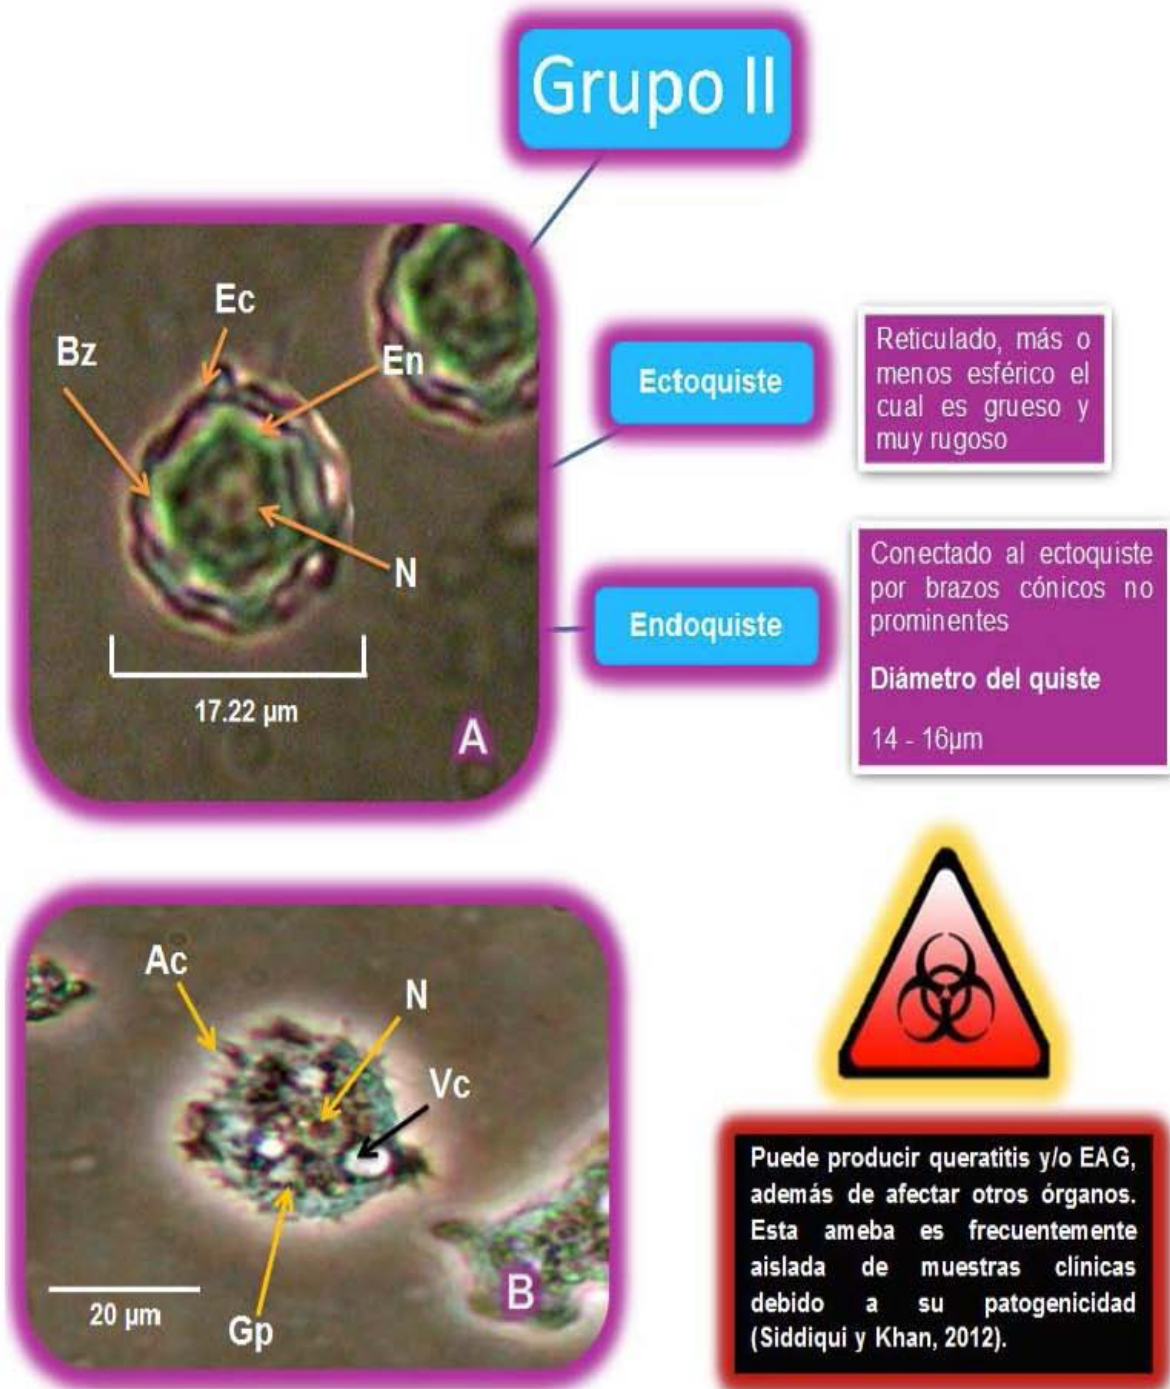 Grupo II
Ec
Bz
En
N
17.22 µm
A
Ectoquiste
Reticulado, más o
menos esférico el
cual es grueso y
muy rugoso
Endoquiste
Conectado al ectoquiste
por brazos cónicos no
prominentes
Diámetro del quiste
14 - 16µm
Ac
N
Vc
Gp
20 µm
B
Puede producir queratitis y/o EAG,
además de afectar otros órganos.
Esta ameba es frecuentemente
aislada de muestras clínicas
debido a su patogenicidad
(Siddiqui y Khan, 2012).